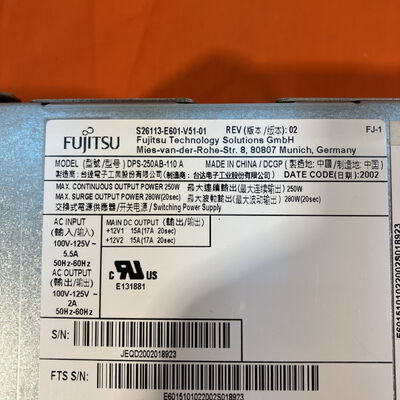 S26113-E601-V51-01 REV (版本 /版本): 02 FJ-1
FUJITSU
Fujitsu Technology Solutions GmbH
Mies-van-der-Rohe-Str. 8, 80807 Munich, Germany
MODEL (型號/型号) DPS-250AB-110 A MADE IN CHINA / DCGP ( 製造地: 中國/制造地: 中国)
製造商: 台達電子工業股份有限公司 制造商: 台达电子工业股份有限公司 DATE CODE(日期):2002
MAX. CONTINUOUS OUTPUT POWER 250W 最大連續輸出(最大连续输出) 250W
MAX. SURGE OUTPUT POWER 280W(20sec) 最大波動輸出(最大波动输出) 280W(20sec)
交換式電源供應器/开关电源 / Switching Power Supply
AC INPUT
(輸入/输入)
100V-125V ~
5.5A
50Hz-60Hz
AC OUTPUT
(輸出/输出)
100V-125V ~
2A
50Hz-60Hz
MAIN DC OUTPUT (輸出/输出)
+12V1 15A(17A 20sec)
+12V2 15A(17A 20sec)
c RU US
E131881
S/N:
JEQD2002018923
FTS S/N:
E6015101022002S018923